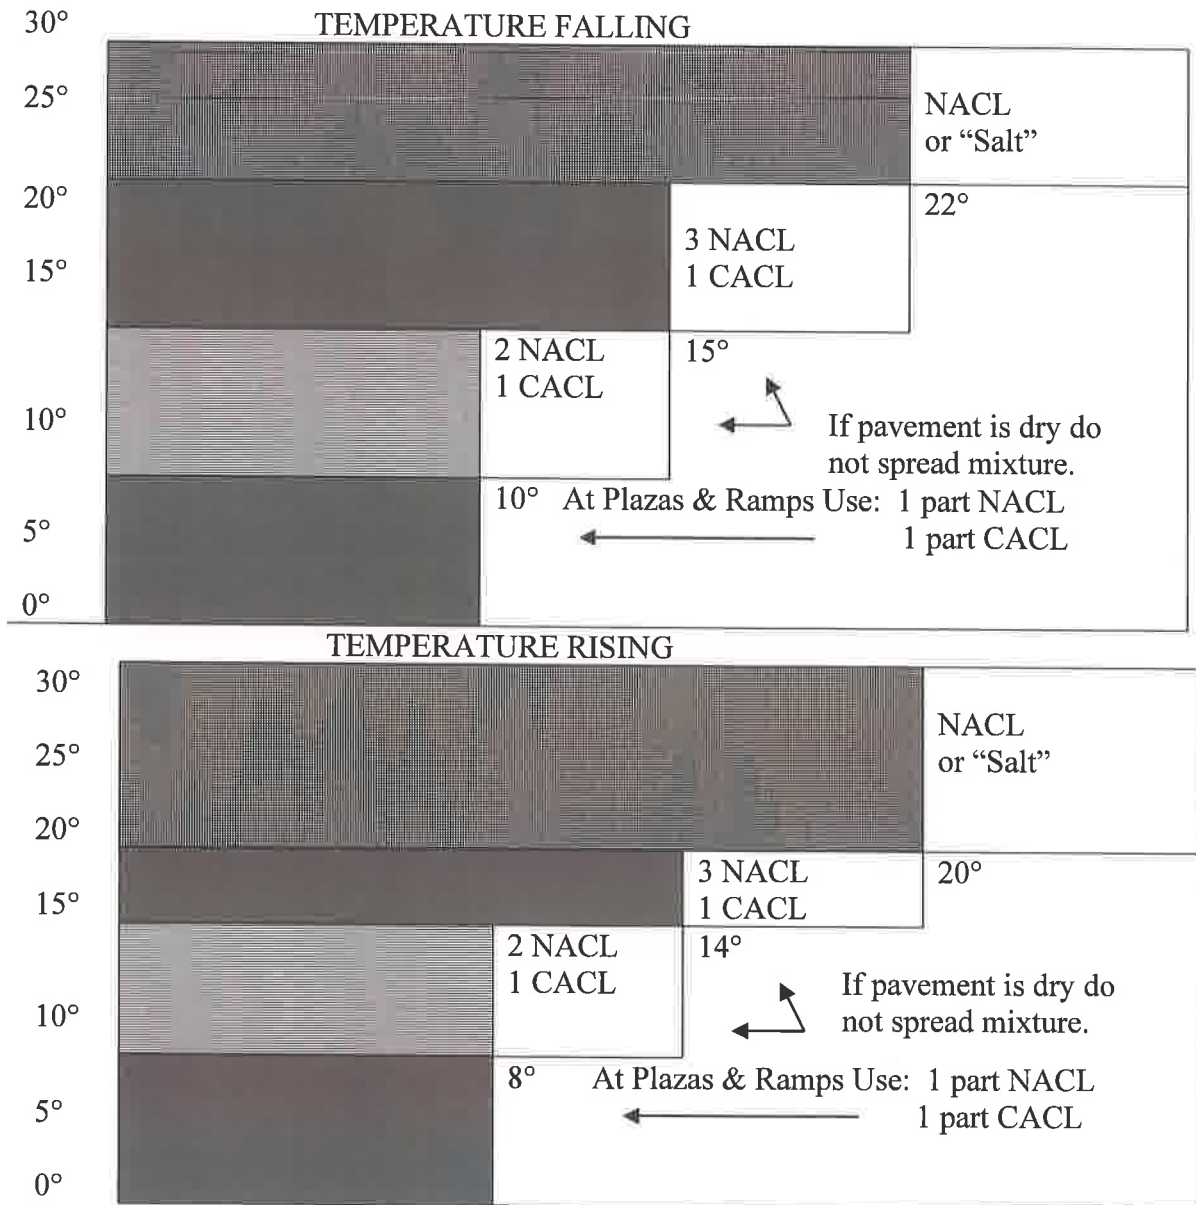 30°
TEMPERATURE FALLING
25°
NACL
or “Salt”
20°
22°
3 NACL
1 CACL
15°
2 NACL
1 CACL
15°
10°
If pavement is dry do
not spread mixture.
10° At Plazas & Ramps Use: 1 part NACL
1 part CACL
5°
0°
TEMPERATURE RISING
30°
NACL
or “Salt”
25°
20°
3 NACL
1 CACL
20°
15°
2 NACL
1 CACL
14°
If pavement is dry do
not spread mixture.
10°
8° At Plazas & Ramps Use: 1 part NACL
1 part CACL
5°
0°